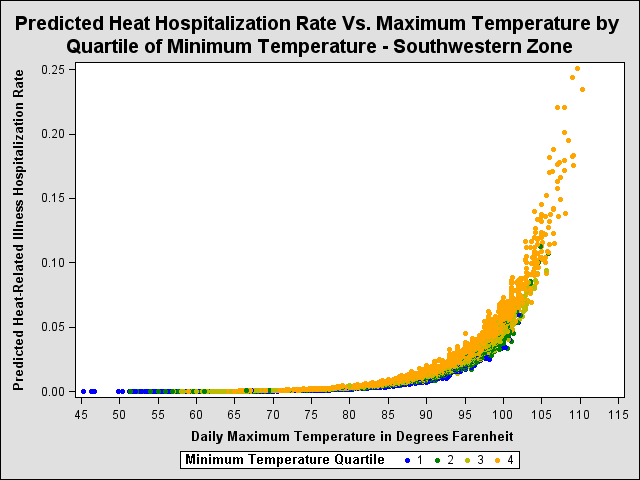 Predicted Heat Hospitalization Rate Vs. Maximum Temperature by
Quartile of Minimum Temperature - Southwestern Zone
Predicted Heat-Related Illness Hospitalization Rate
0.25
0.20
0.15
0.10
0.05
0.00
45 50 55 60 65 70 75 80 85 90 95 100 105 110 115
Daily Maximum Temperature in Degrees Farenheit
Minimum Temperature Quartile 1 2 3 4